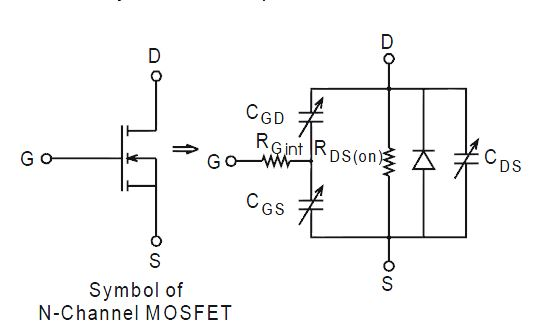 D
G
S
Symbol of
N-Channel MOSFET
D
CGD
RGint
RDS(on)
G
CGS
CDS
S